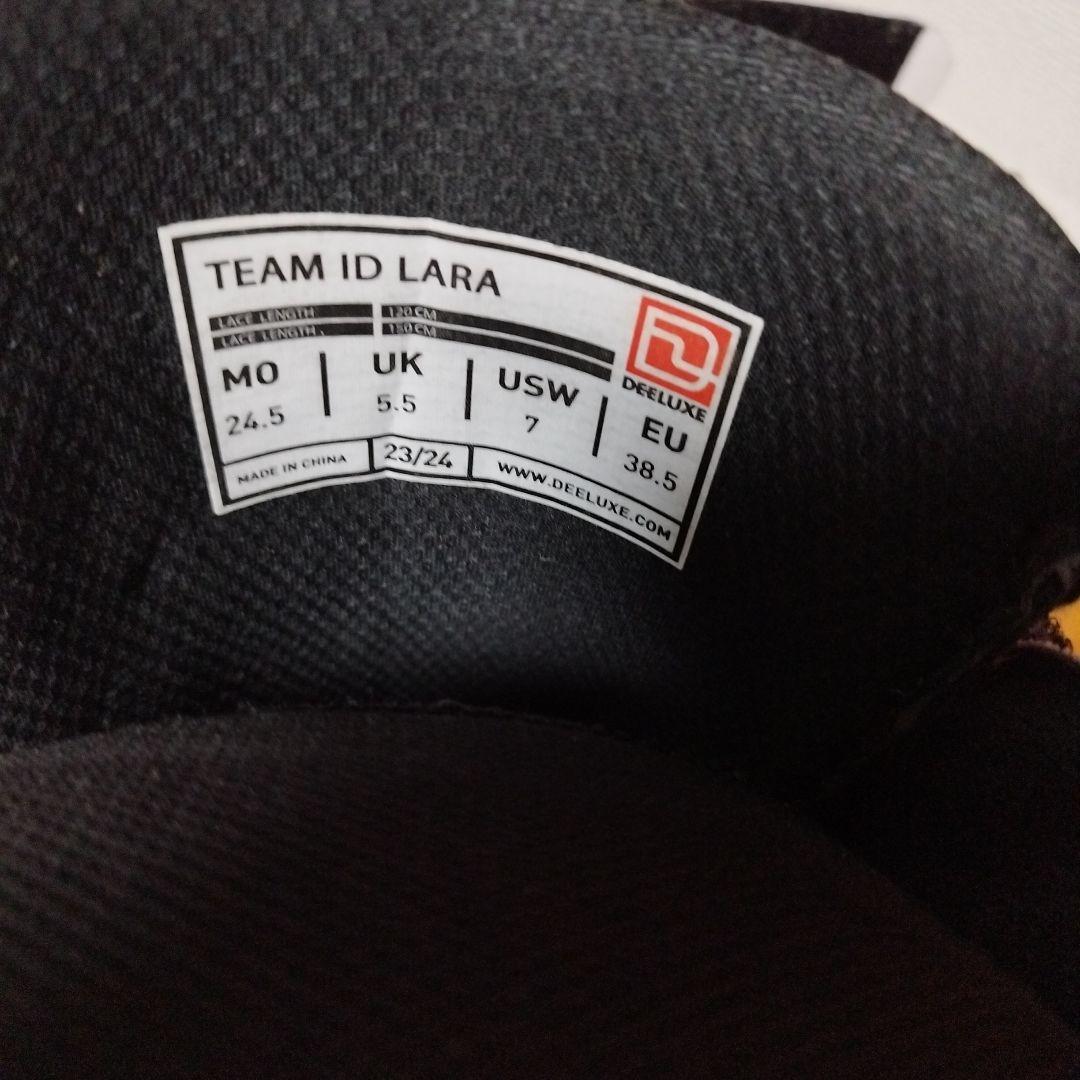 TEAM ID LARA
LACE LENGTH 120 CM
LACE LENGTH 150 CM
DEELUXE
MO UK USW EU
24.5 5.5 7 38.5
MADE IN CHINA 23/24 WWW.DEELUXE.COM